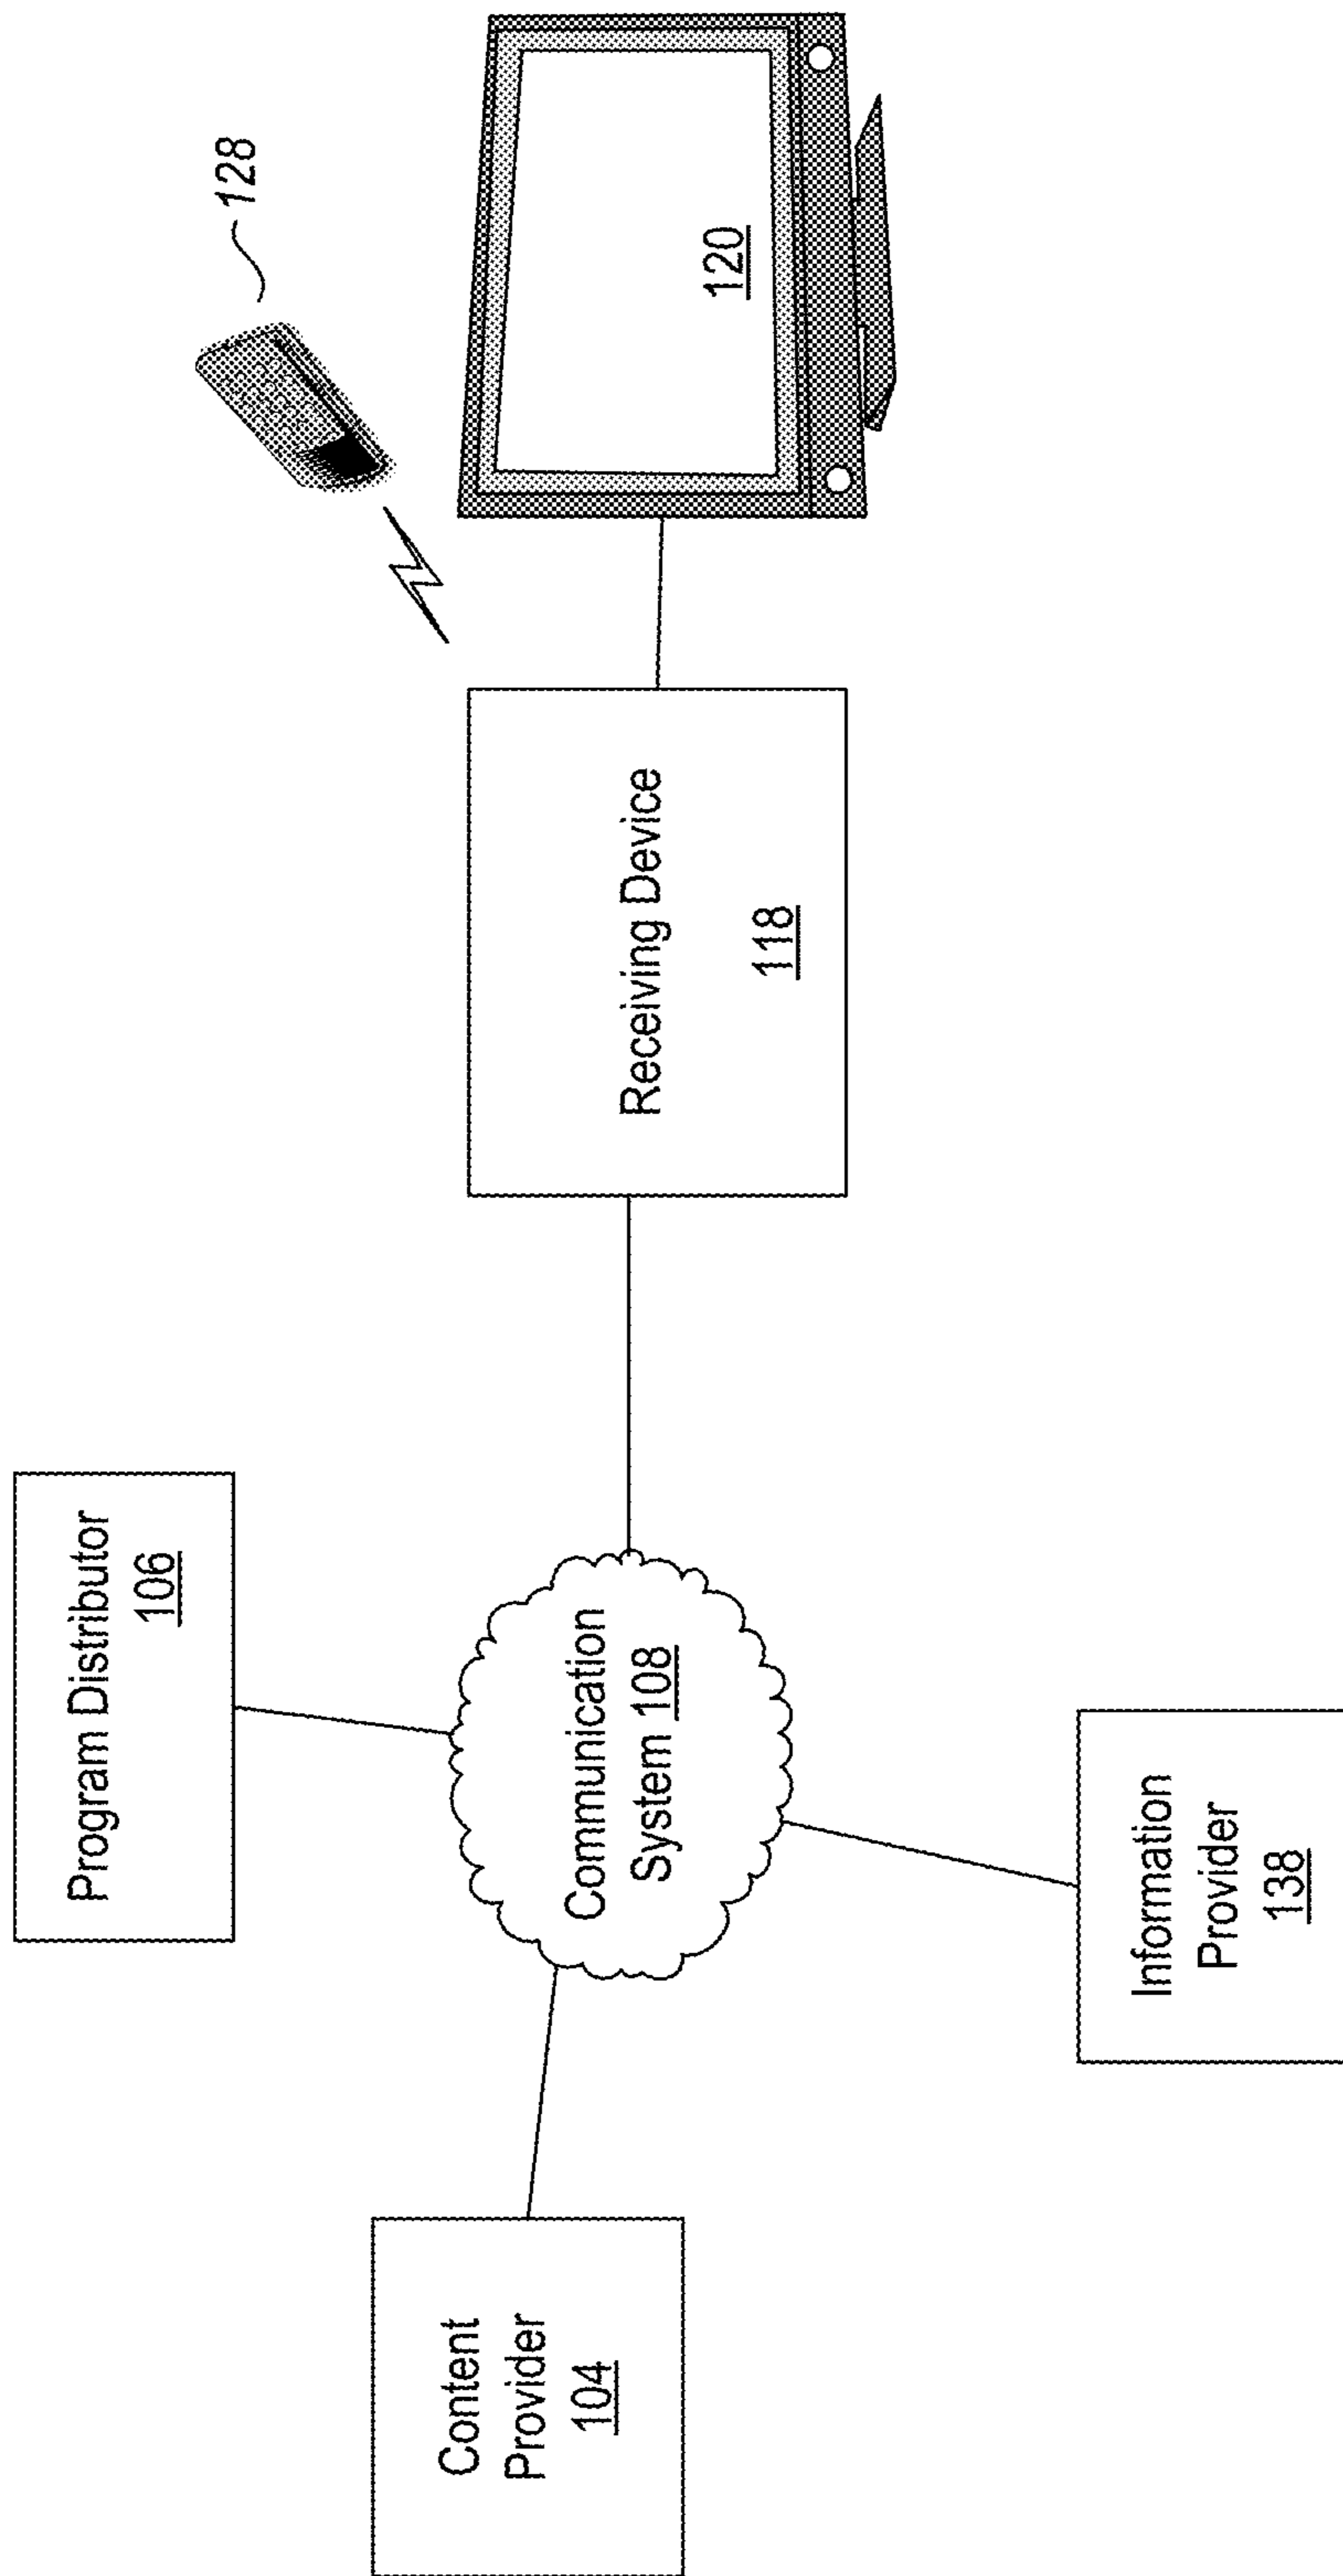 Program Distributor
106
128
Content
Provider
104
Communication
System 108
Receiving Device
118
120
Information
Provider
138